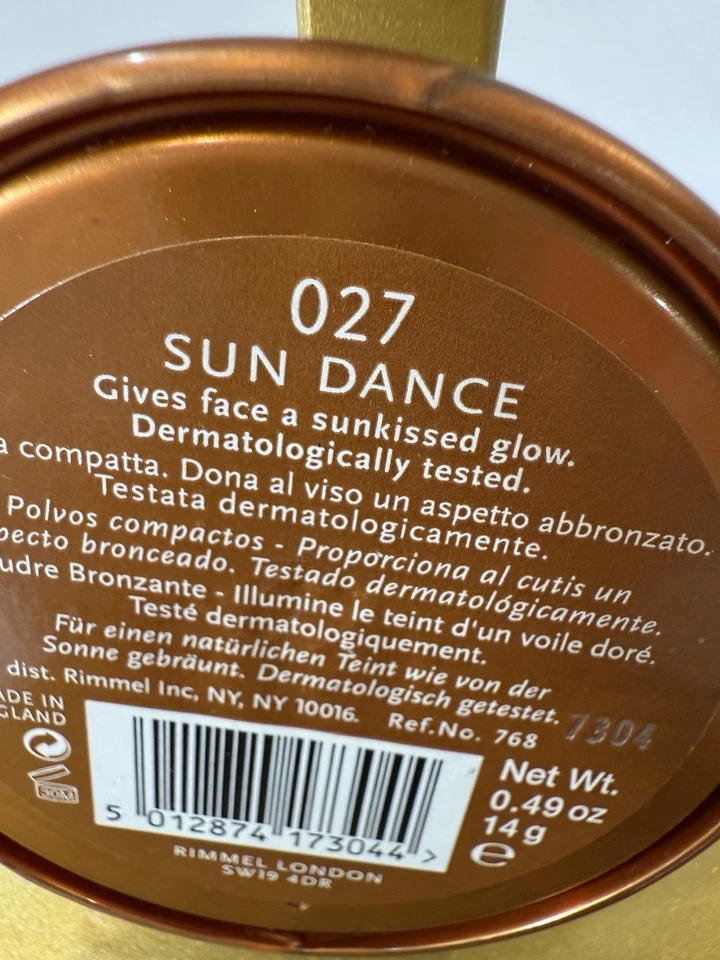 027
SUN DANCE
Gives face a sunkissed glow.
Dermatologically tested.
a compatta. Dona al viso un aspetto abbronzato.
Testata dermatologicamente.
Polvos compactos - Proporciona al cutis un
pecto bronceado. Testado dermatológicamente.
udre Bronzante - Illumine le teint d'un voile doré.
Testé dermatologiquement.
Für einen natürlichen Teint wie von der
Sonne gebräunt. Dermatologisch getestet.
dist. Rimmel Inc, NY, NY 10016. Ref.No. 768
7304
ADE IN
GLAND
36M
5 012874 173044 >
Net Wt.
0.49 oz
14 g e
RIMMEL LONDON
SW19 4DR